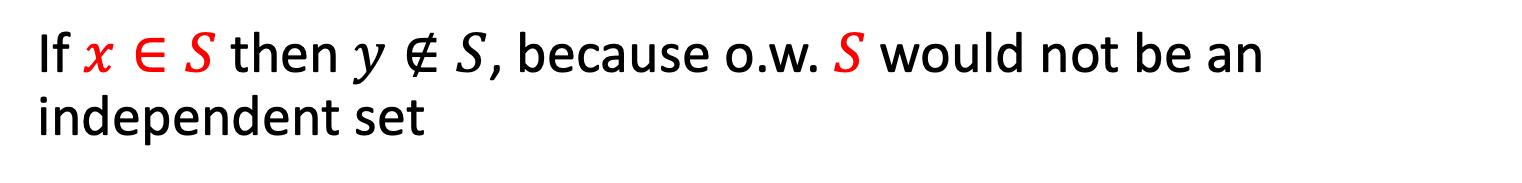 If 𝑥 ∈ 𝑆 then 𝑦 ∉ 𝑆, because o.w. 𝑆 would not be an
independent set